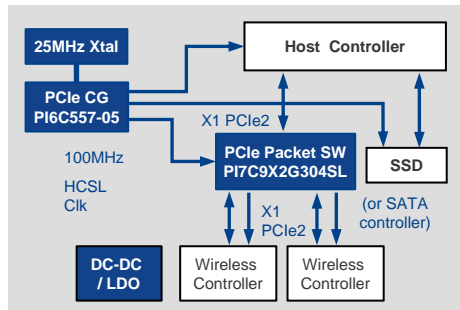 25MHz Xtal
Host Controller
PCIe CG
PI6C557-05
X1 PCIe2
100MHz
HCSL
Clk
PCIe Packet SW
PI7C9X2G304SL
SSD
(or SATA
controller)
X1
PCIe2
DC-DC
/ LDO
Wireless
Controller
Wireless
Controller